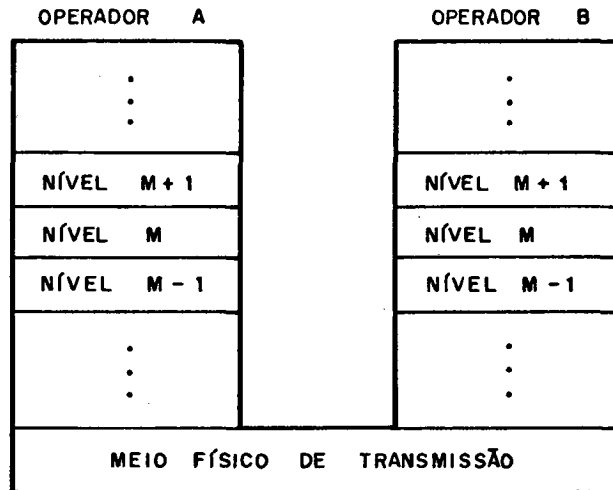 OPERADOR A
OPERADOR B
NÍVEL M + 1
NÍVEL M + 1
NÍVEL M
NÍVEL M
NÍVEL M - 1
NÍVEL M - 1
MEIO FÍSICO DE TRANSMISSÃO